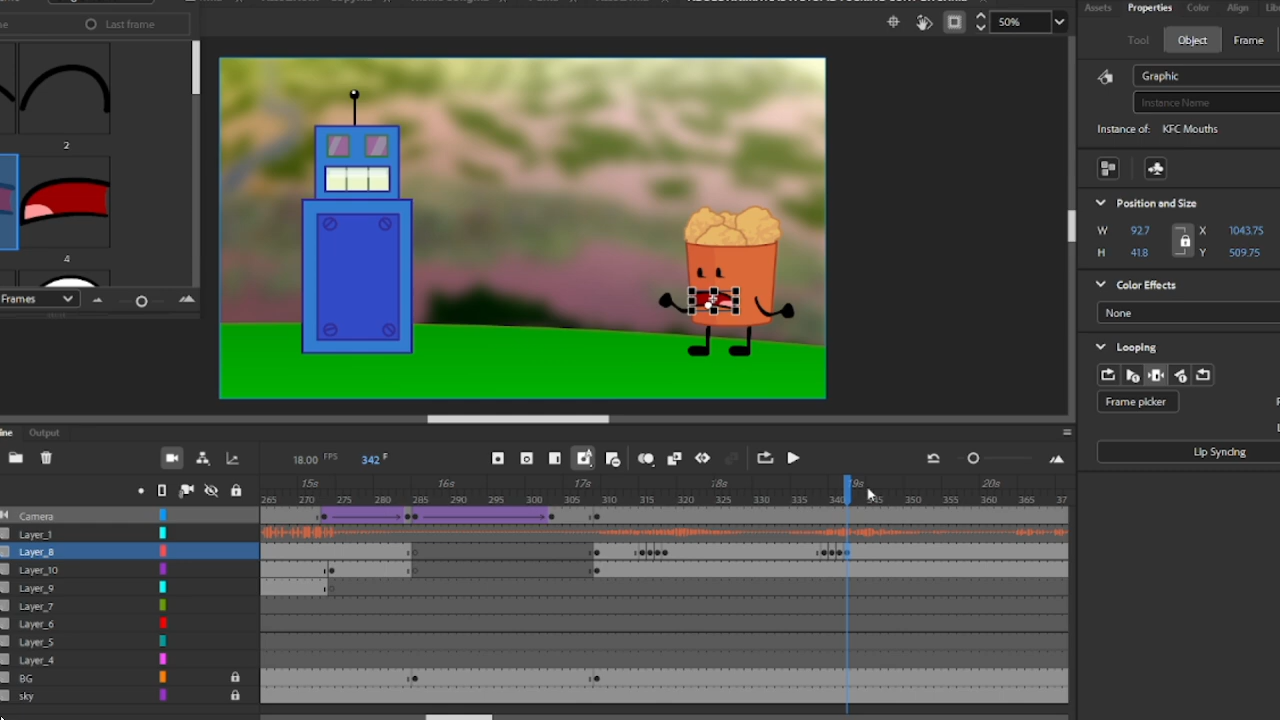 Last frame
50%
Assets Properties Color Align
Tool Object Frame
Graphic
Instance Name
Instance of: KFC Mouths
2
4
Frames
Position and Size
W 92.7 X 1043.75
H 41.8 Y 509.75
Color Effects
None
Looping
Frame picker
Lip Syncing
Output
18.00 FPS 342 F
15s 16s 17s 18s 19s 20s
265 270 275 280 285 290 295 300 305 310 315 320 325 330 335 340 345 350 355 360 365 37
Camera
Layer_1
Layer_8
Layer_10
Layer_9
Layer_7
Layer_6
Layer_5
Layer_4
BG
sky